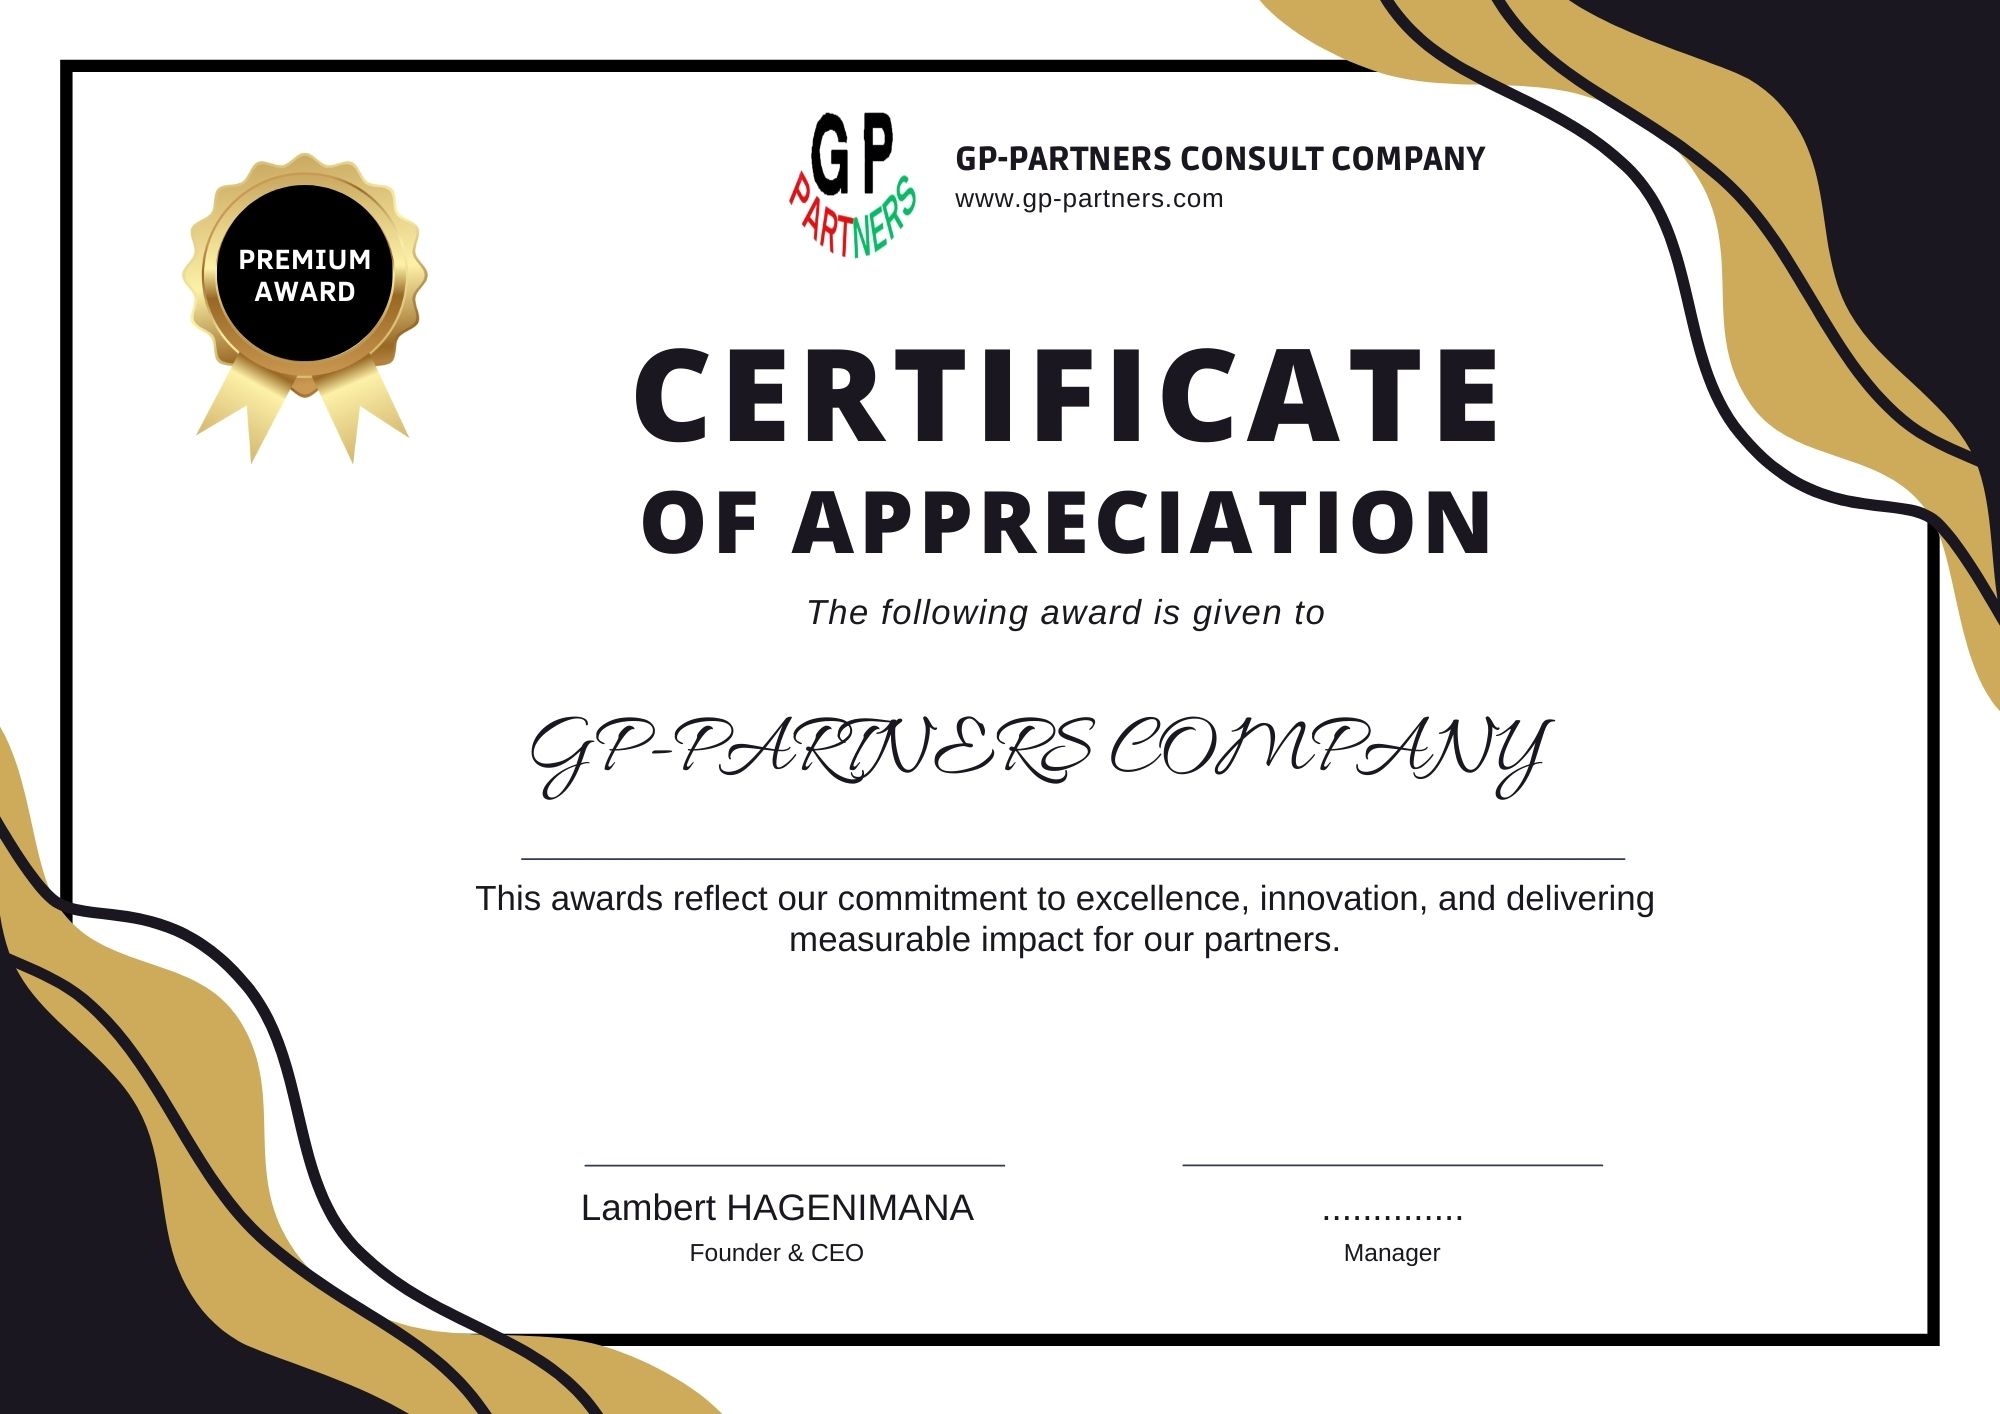 GP
PARTNERS
GP-PARTNERS CONSULT COMPANY
www.gp-partners.com
PREMIUM
AWARD
CERTIFICATE
OF APPRECIATION
The following award is given to
GP-PARTNERS COMPANY
This awards reflect our commitment to excellence, innovation, and delivering
measurable impact for our partners.
Lambert HAGENIMANA
Founder & CEO
..............
Manager